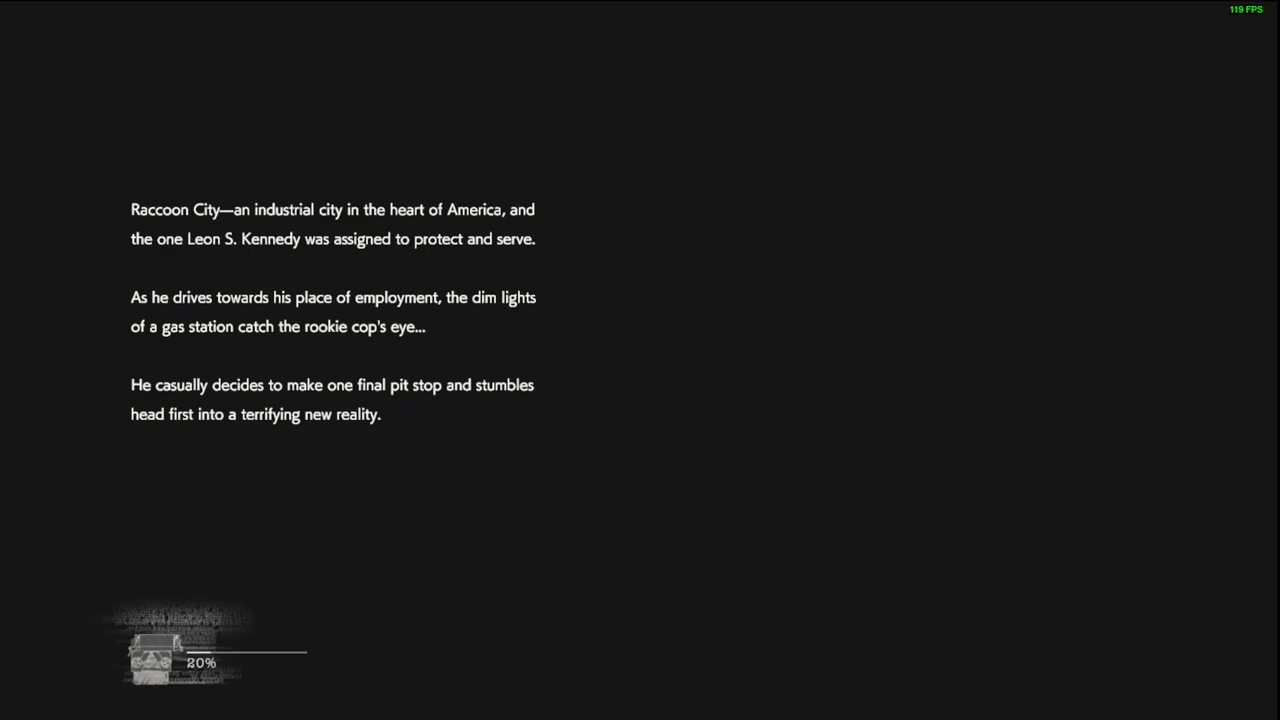 119 FPS
Raccoon City—an industrial city in the heart of America, and
the one Leon S. Kennedy was assigned to protect and serve.
As he drives towards his place of employment, the dim lights
of a gas station catch the rookie cop's eye...
He casually decides to make one final pit stop and stumbles
head first into a terrifying new reality.
20%